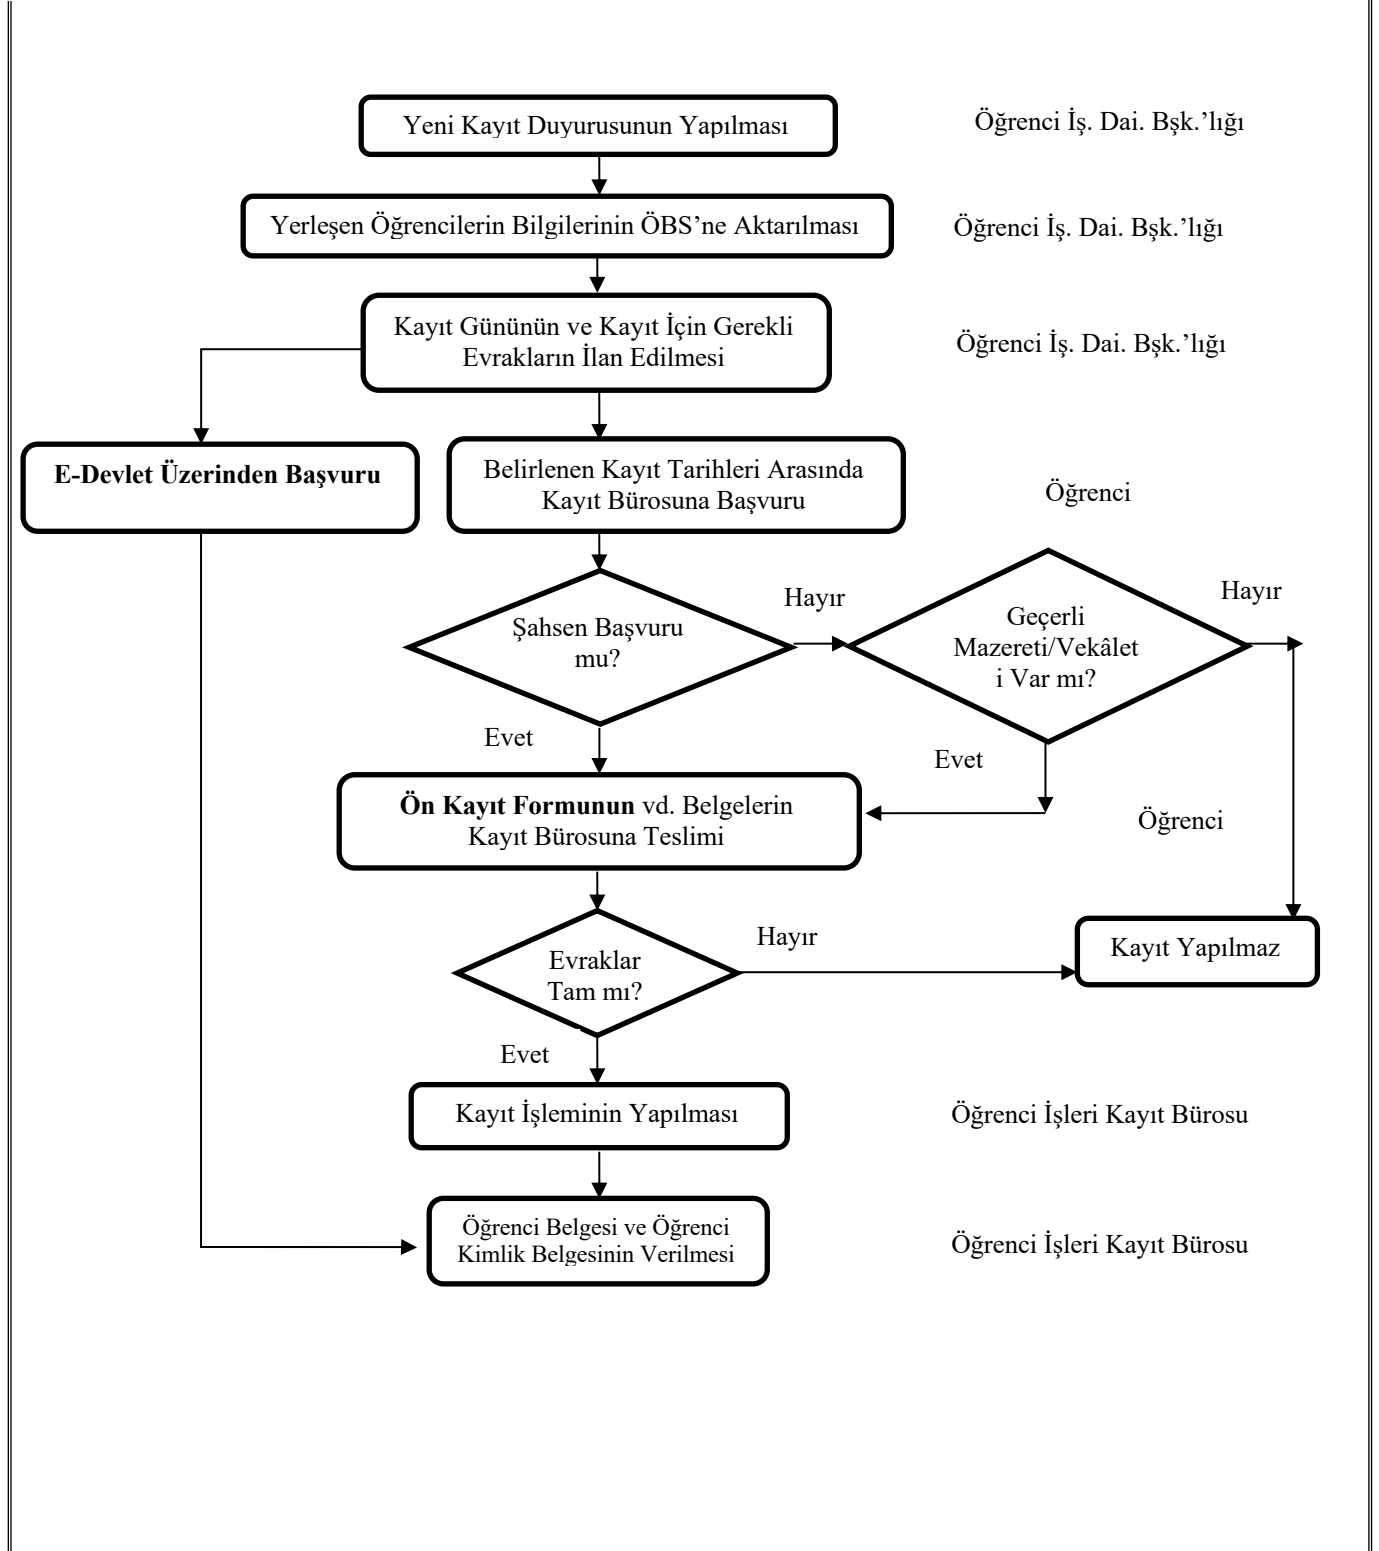 Yeni Kayıt Duyurusunun Yapılması
Öğrenci İş. Dai. Bşk.’lığı
Yerleşen Öğrencilerin Bilgilerinin ÖBS’ne Aktarılması
Öğrenci İş. Dai. Bşk.’lığı
Kayıt Gününün ve Kayıt İçin Gerekli
Evrakların İlan Edilmesi
Öğrenci İş. Dai. Bşk.’lığı
E-Devlet Üzerinden Başvuru
Belirlenen Kayıt Tarihleri Arasında
Kayıt Bürosuna Başvuru
Öğrenci
Şahsen Başvuru
mu?
Hayır
Geçerli
Mazereti/Vekâlet
i Var mı?
Hayır
Evet
Evet
Ön Kayıt Formunun vd. Belgelerin
Kayıt Bürosuna Teslimi
Öğrenci
Evraklar
Tam mı?
Hayır
Kayıt Yapılmaz
Evet
Kayıt İşleminin Yapılması
Öğrenci İşleri Kayıt Bürosu
Öğrenci Belgesi ve Öğrenci
Kimlik Belgesinin Verilmesi
Öğrenci İşleri Kayıt Bürosu